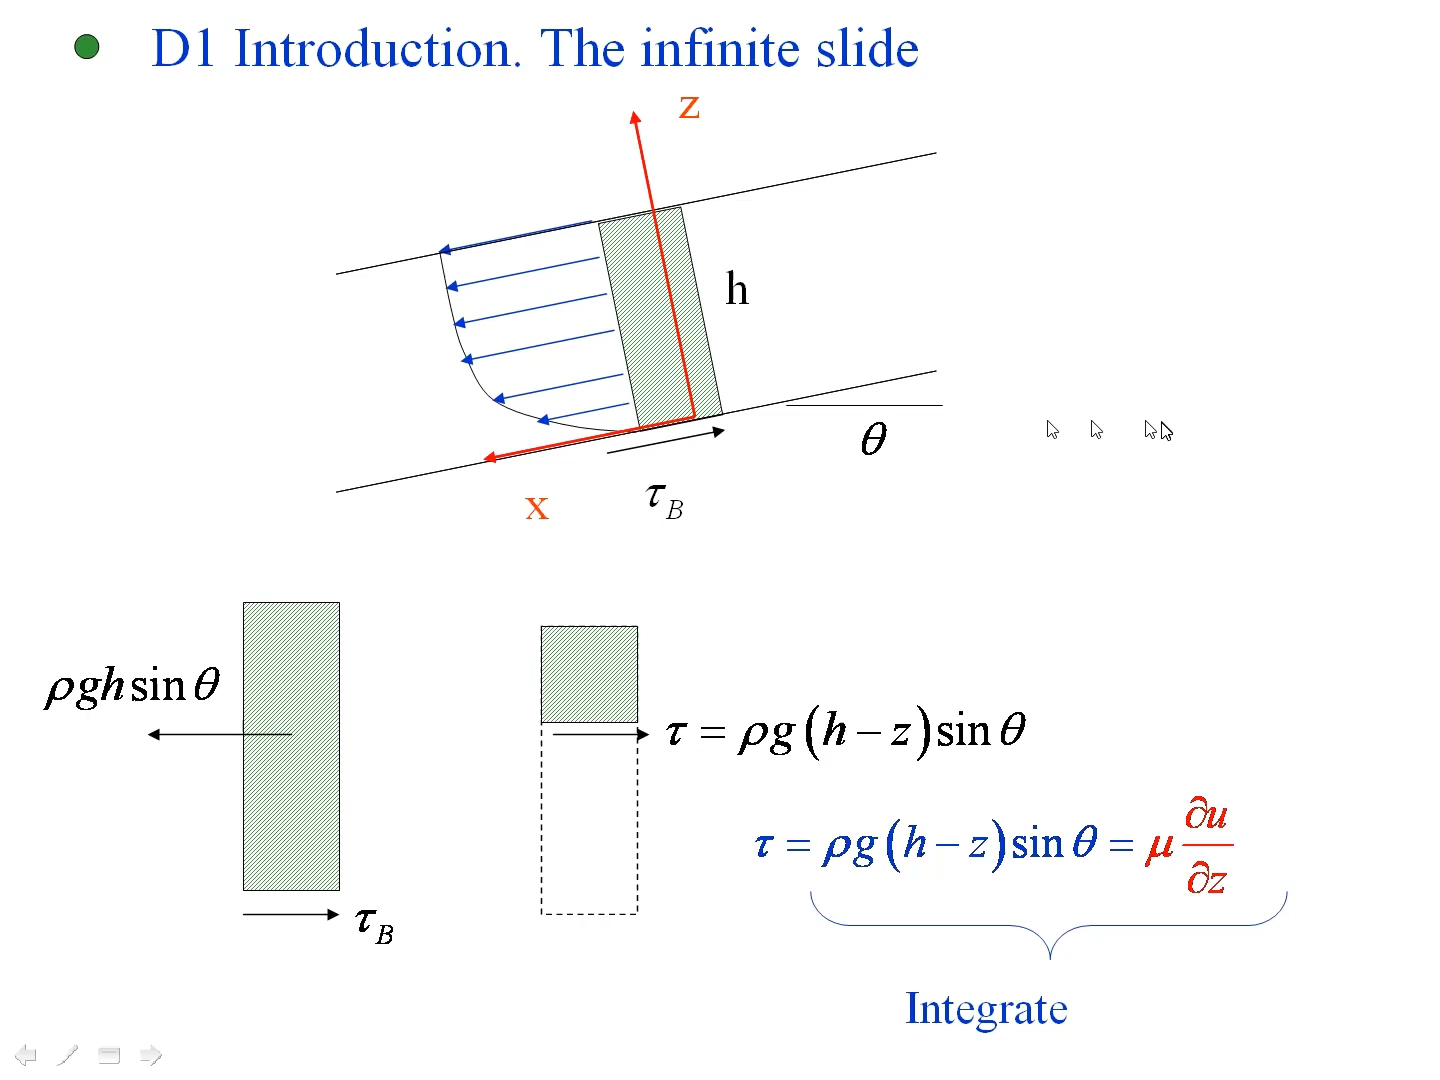 D1 Introduction. The infinite slide
z
h
θ
x
τ_B
ρgh sin θ
τ = ρg(h − z) sin θ
τ = ρg(h − z) sin θ = μ ∂u/∂z
τ_B
Integrate